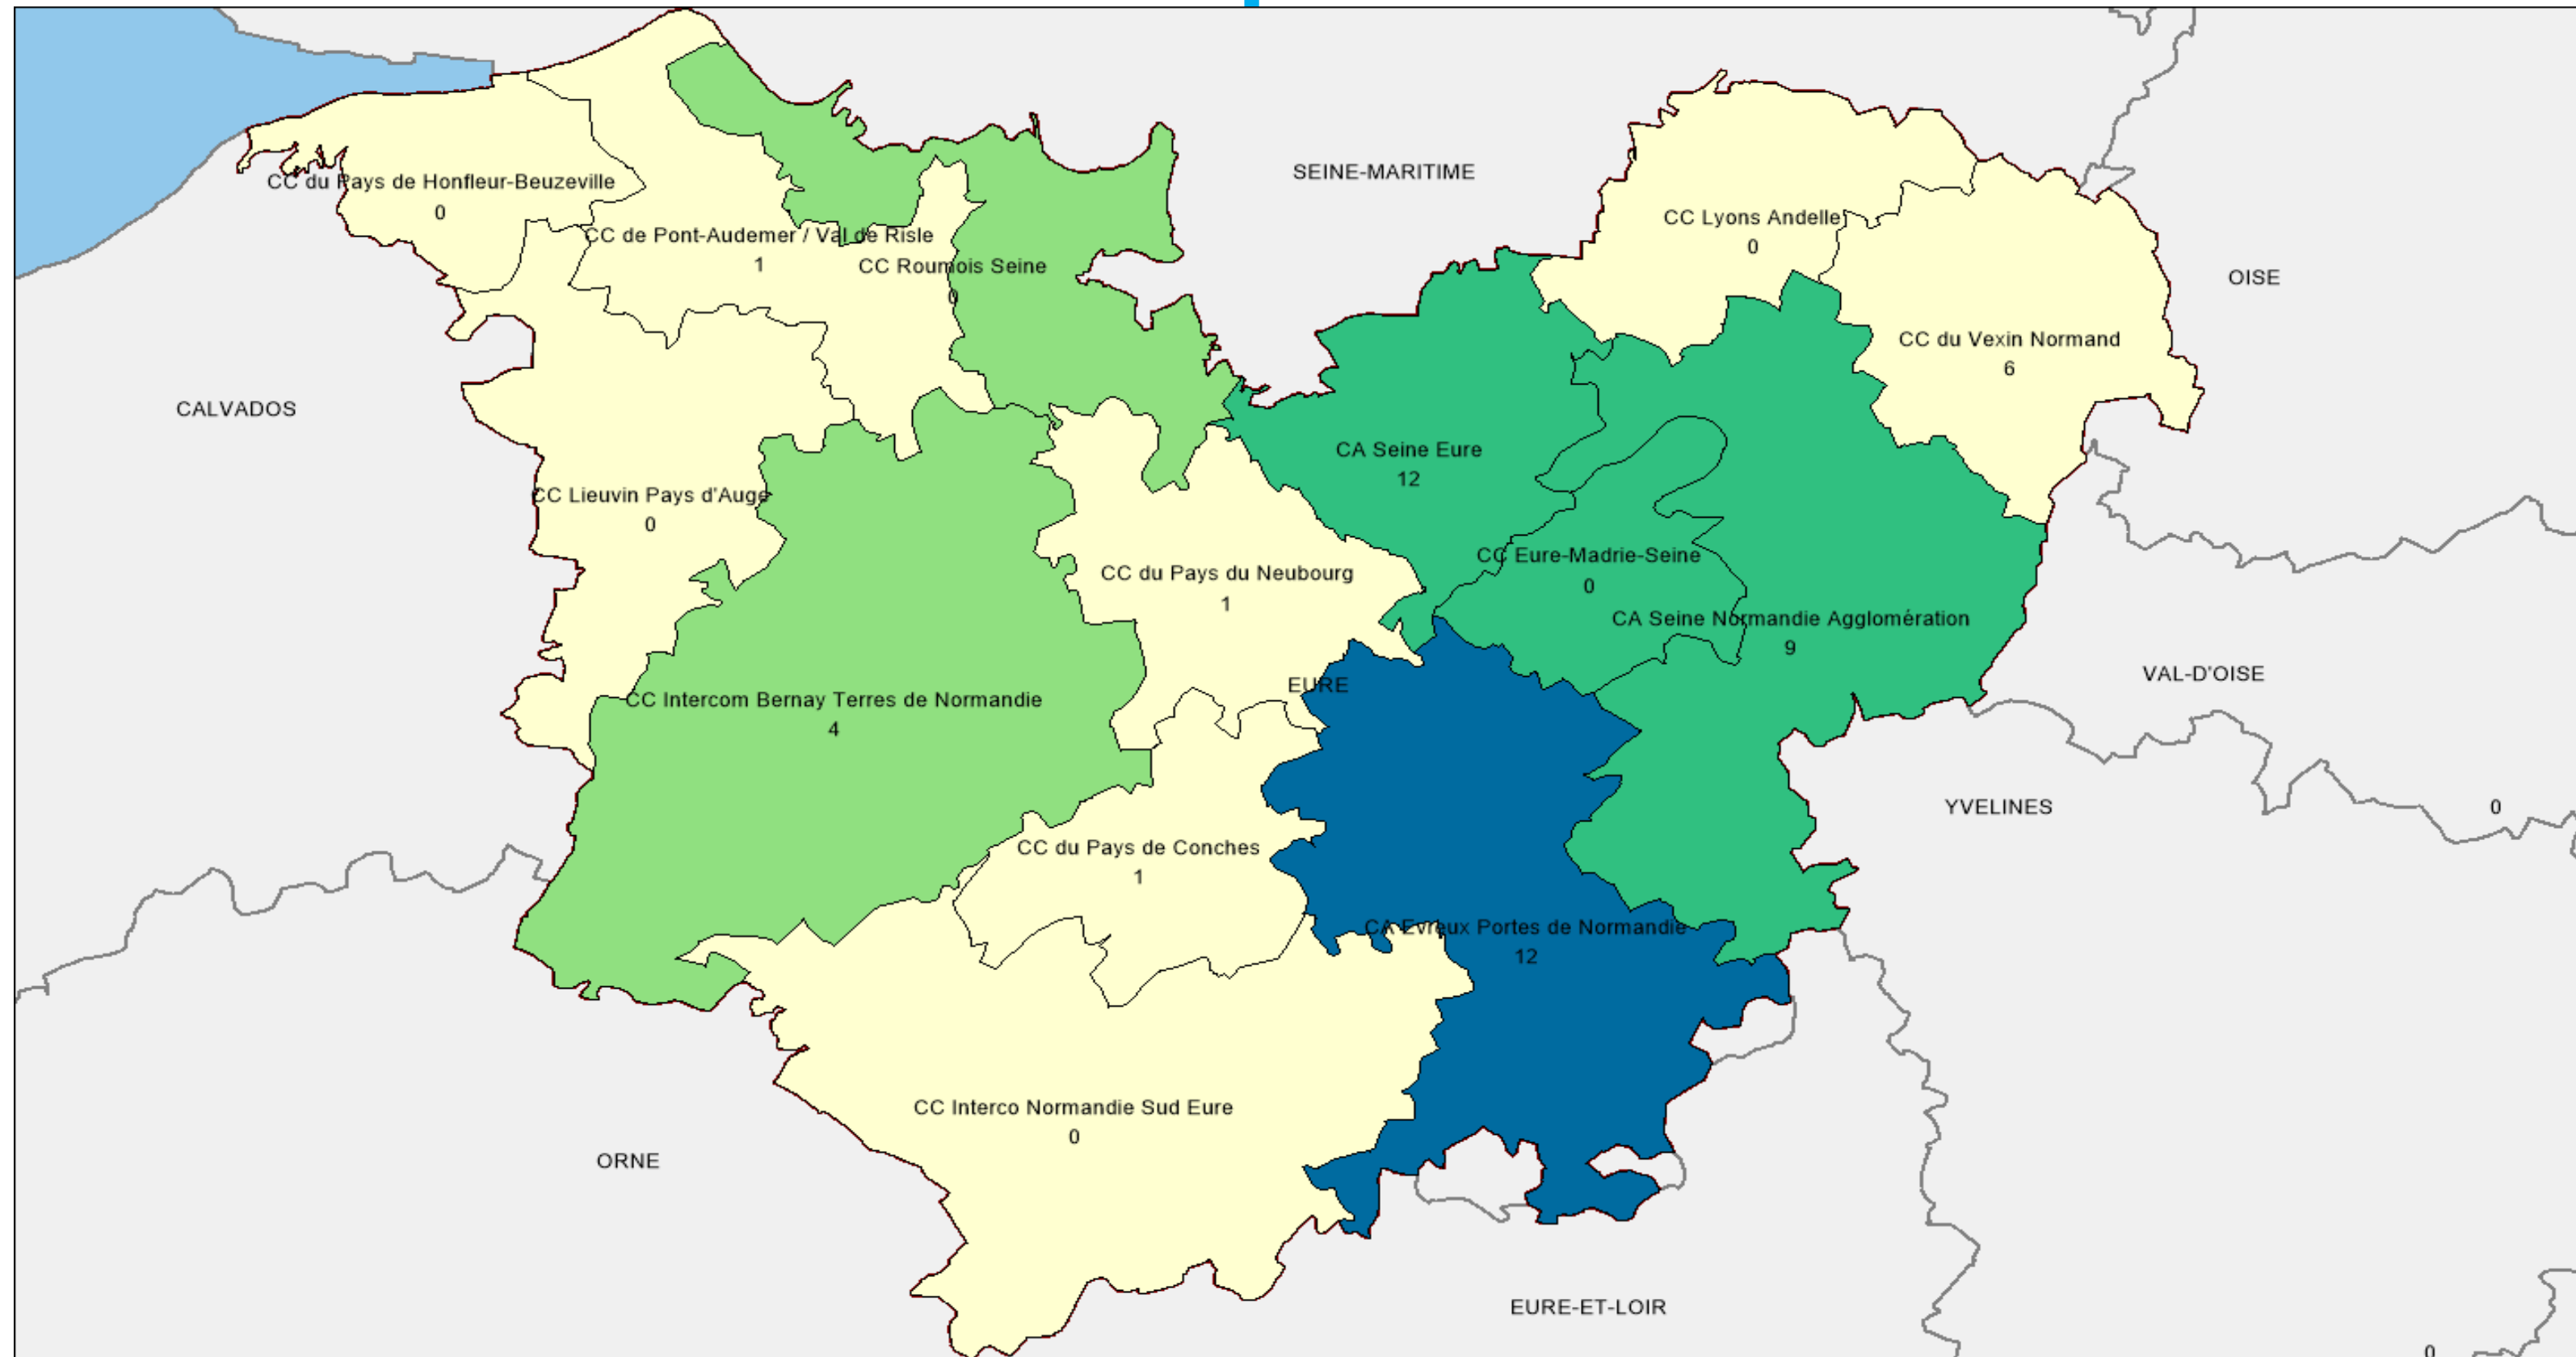 SEINE-MARITIME
CC du Pays de Honfleur-Beuzeville
0
CC Lyons Andelle
0
CC de Pont-Audemer / Val de Risle
1
CC Roumois Seine
0
OISE
CC du Vexin Normand
6
CALVADOS
CA Seine Eure
12
CC Lieuvin Pays d'Auge
0
CC Eure-Madrie-Seine
0
CC du Pays du Neubourg
1
CA Seine Normandie Agglomération
9
VAL-D'OISE
EURE
CC Intercom Bernay Terres de Normandie
4
YVELINES
0
CC du Pays de Conches
1
CA Evreux Portes de Normandie
12
CC Interco Normandie Sud Eure
0
ORNE
EURE-ET-LOIR
0